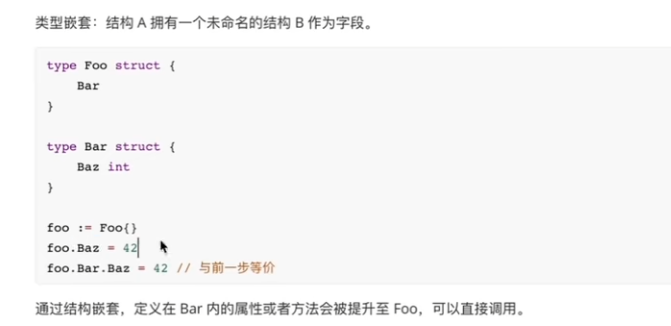 类型嵌套：结构 A 拥有一个未命名的结构 B 作为字段。
type Foo struct {
    Bar
}
type Bar struct {
    Baz int
}
foo := Foo{}
foo.Baz = 42
foo.Bar.Baz = 42 // 与前一步等价
通过结构嵌套，定义在 Bar 内的属性或者方法会被提升至 Foo，可以直接调用。